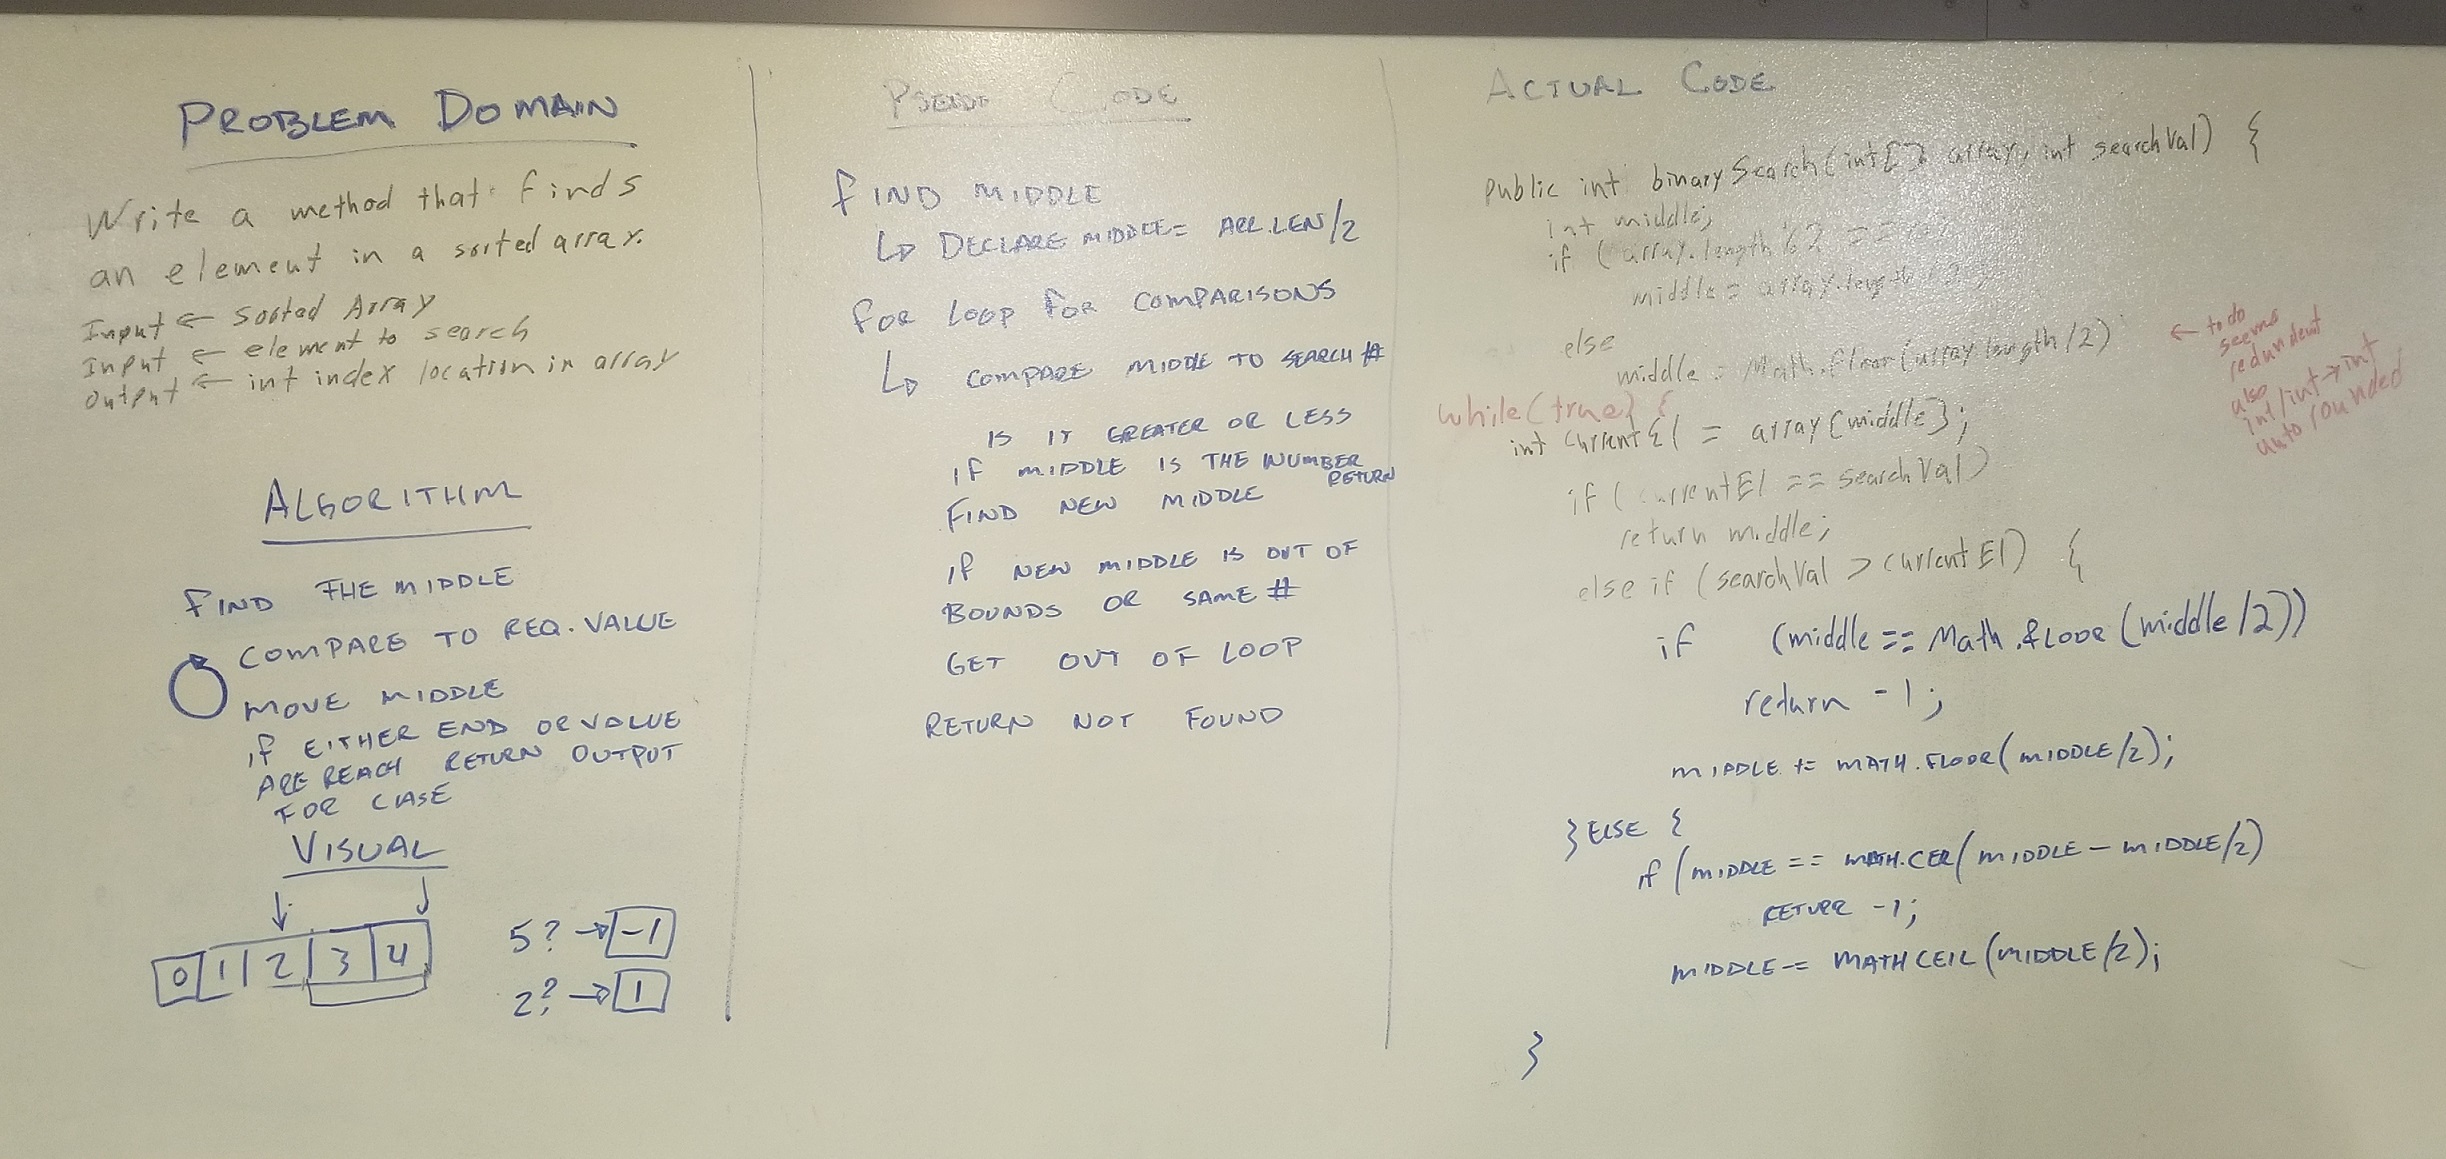 PROBLEM DOMAIN
Write a method that finds
an element in a sorted array.
Input ← Sorted Array
Input ← element to search
Output ← int index location in array
ALGORITHM
FIND THE MIDDLE
COMPARE TO REQ. VALUE
MOVE MIDDLE
IF EITHER END OR VALUE
ARE REACH RETURN OUTPUT
FOR CASE
VISUAL
0 1 2 3 4
5? → -1
2? → 1
CODE
FIND MIDDLE
↳ DECLARE MIDDLE = ARR.LEN/2
FOR LOOP FOR COMPARISONS
↳ COMPARE MIDDLE TO SEARCH #
IS IT GREATER OR LESS
IF MIDDLE IS THE NUMBER
RETURN
FIND NEW MIDDLE
IF NEW MIDDLE IS OUT OF
BOUNDS OR SAME #
GET OUT OF LOOP
RETURN NOT FOUND
ACTUAL CODE
public int binarySearch(int[] array, int searchVal) {
int middle;
if (array.length %2 ==
middle = array.length
else
middle = Math.floor(array.length/2)
← to do
seems
redundent
also
int/int → int
auto rounded
while(true) {
int currentEl = array[middle];
if (currentEl == searchVal)
return middle;
else if (searchVal > currentEl) {
if (middle == Math.floor(middle/2))
return -1;
MIDDLE += MATH.FLOOR(MIDDLE/2);
} ELSE {
if (MIDDLE == MATH.CEIL(MIDDLE - MIDDLE/2)
RETURN -1;
MIDDLE -= MATH CEIL(MIDDLE/2);
}